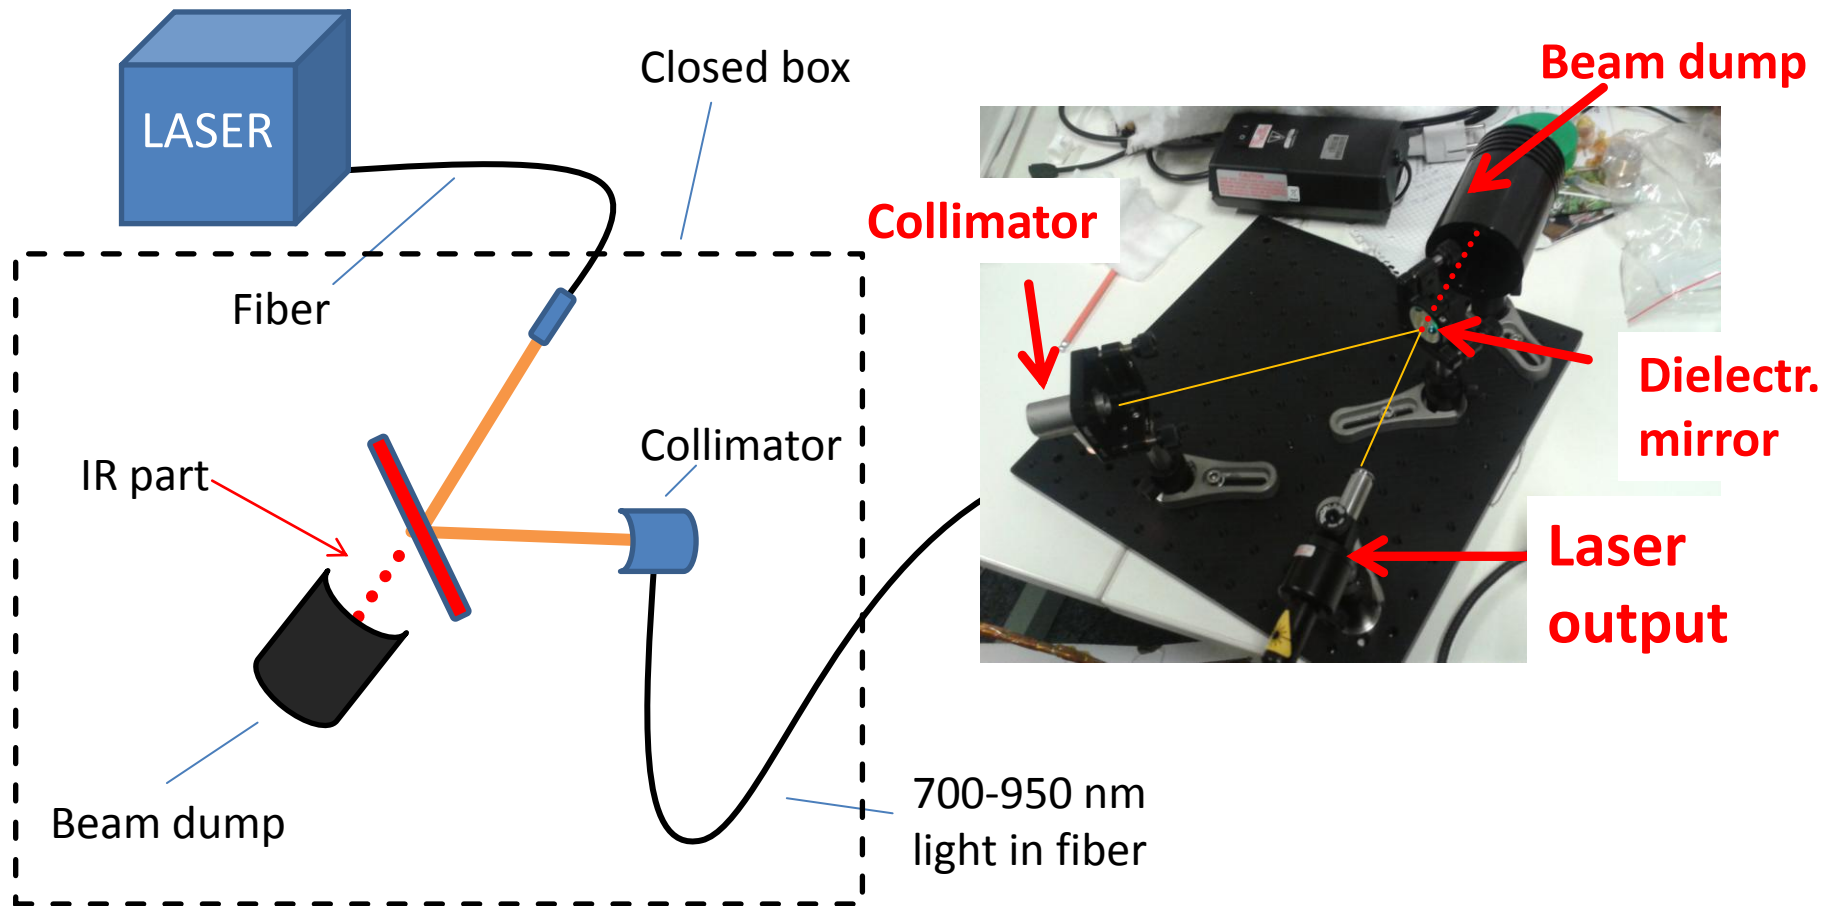 LASER
Closed box
Fiber
IR part
Collimator
Beam dump
700-950 nm
light in fiber
Beam dump
Collimator
Dielectr.
mirror
Laser
output